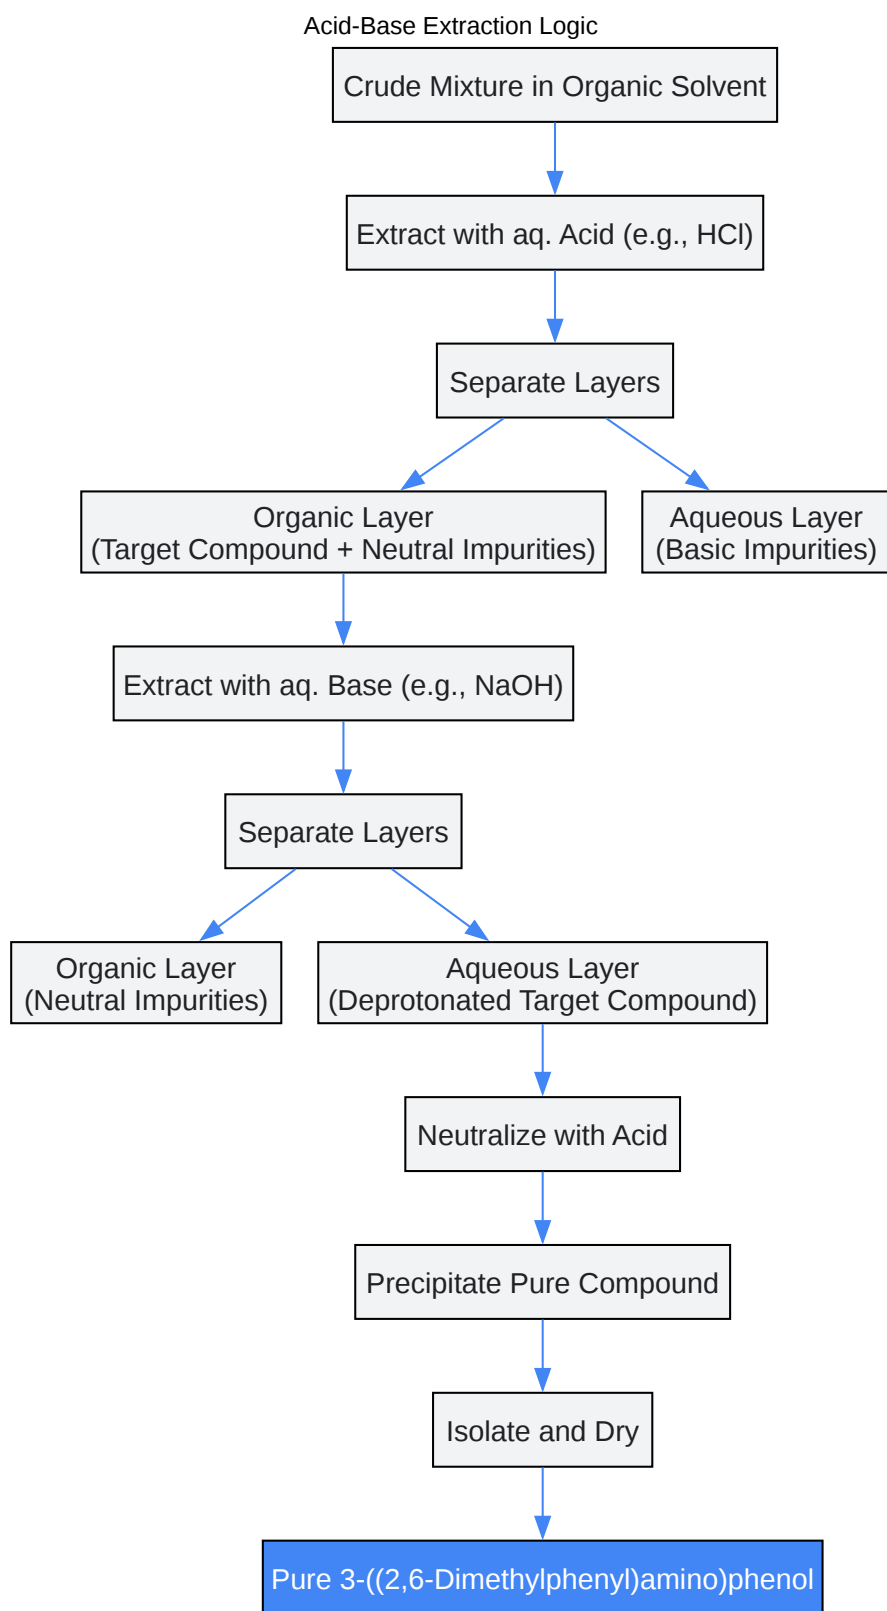 Acid-Base Extraction Logic
Crude Mixture in Organic Solvent
Extract with aq. Acid (e.g., HCl)
Separate Layers
Organic Layer
(Target Compound + Neutral Impurities)
Aqueous Layer
(Basic Impurities)
Extract with aq. Base (e.g., NaOH)
Separate Layers
Organic Layer
(Neutral Impurities)
Aqueous Layer
(Deprotonated Target Compound)
Neutralize with Acid
Precipitate Pure Compound
Isolate and Dry
Pure 3-((2,6-Dimethylphenyl)amino)phenol